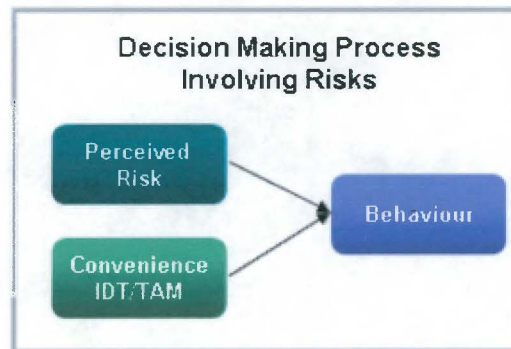 Decision Making Process
Involving Risks
Perceived
Risk
Behaviour
Convenience
IDT/TAM